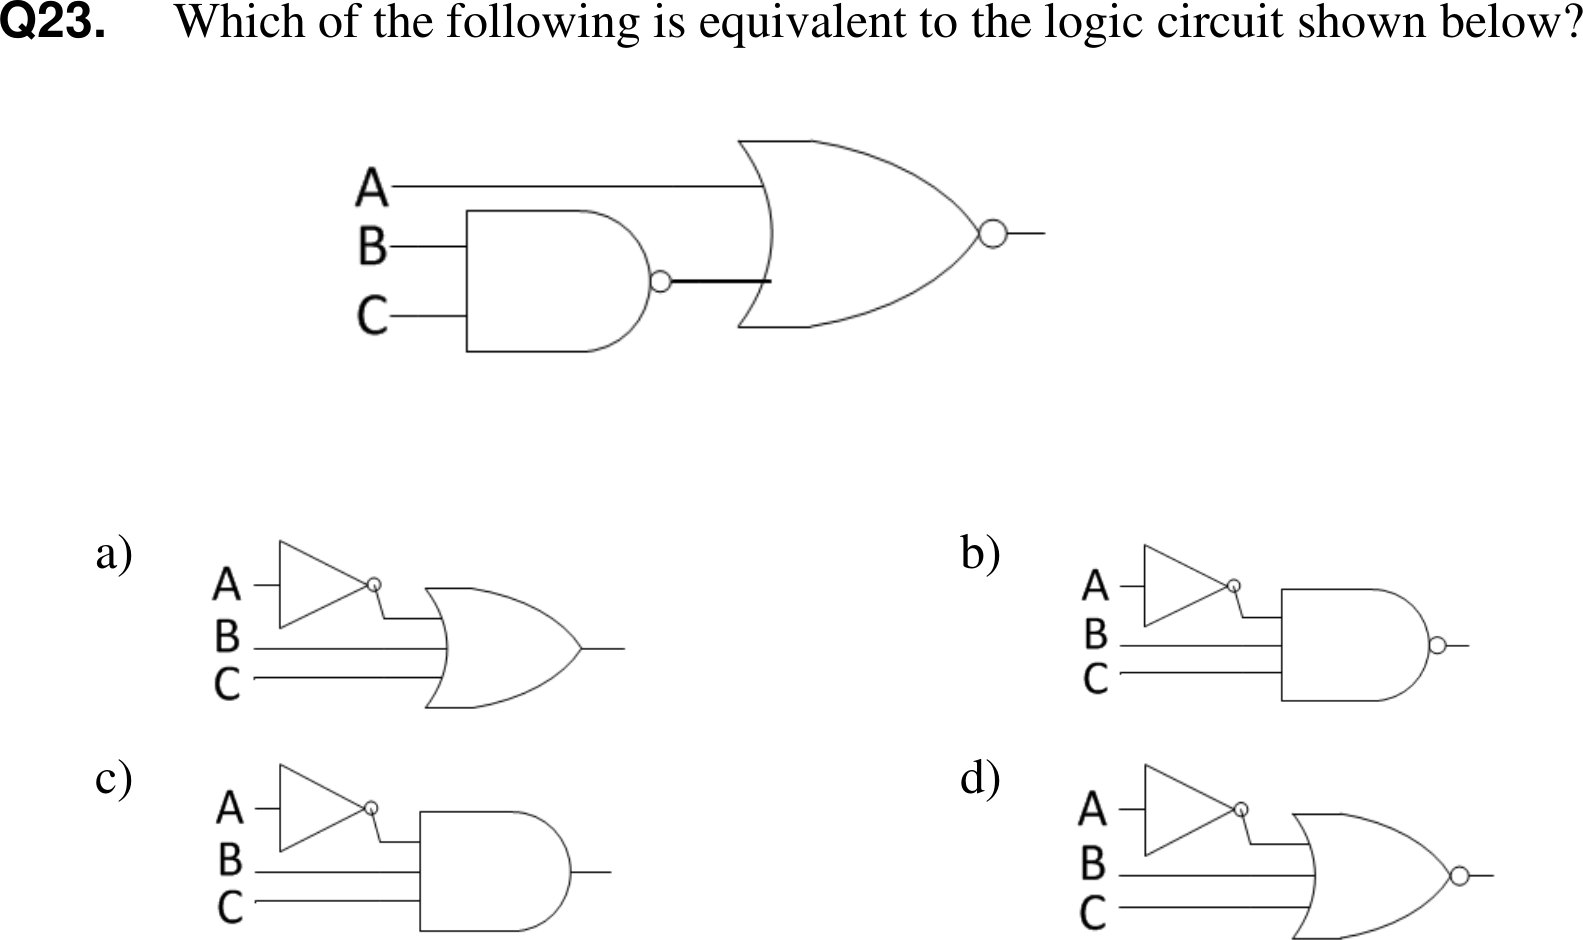 Q23. Which of the following is equivalent to the logic circuit shown below?
A
B
C
a)
A
B
C
b)
A
B
C
c)
A
B
C
d)
A
B
C